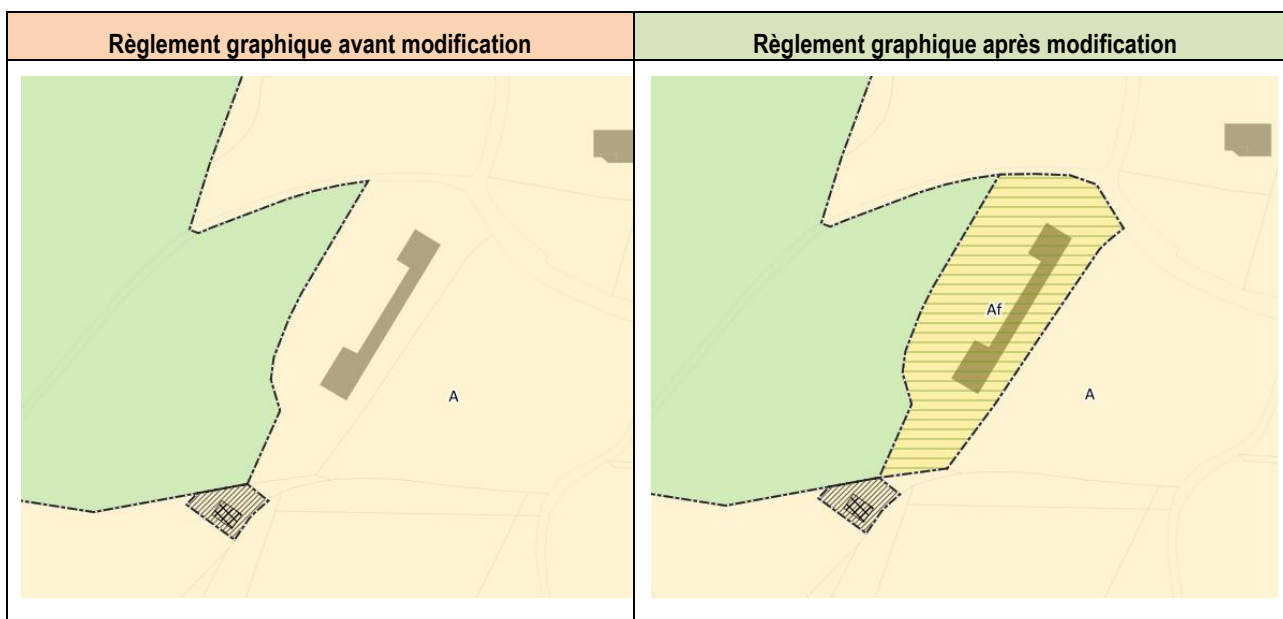 Règlement graphique avant modification
Règlement graphique après modification
A
Af
A